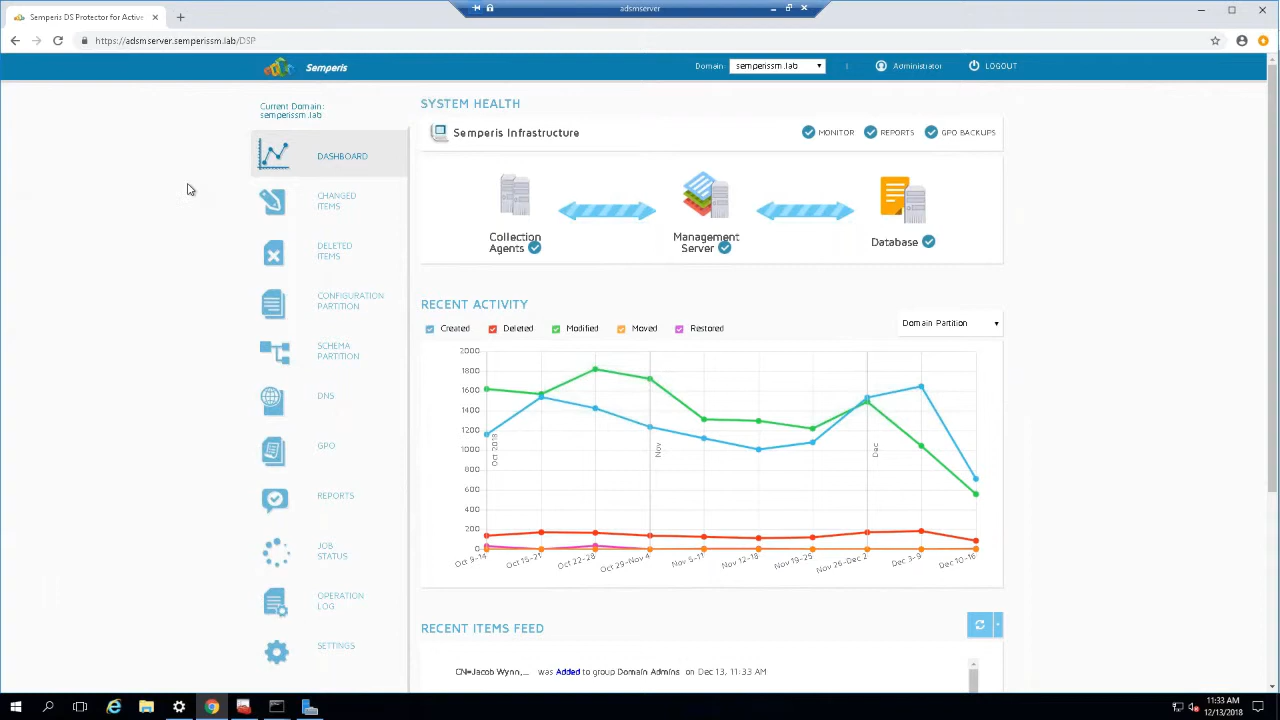 Semperis DS Protector for Active
adsmserver
https://adsmserver.semperissm.lab/DSP
Semperis
Domain:
semperissm.lab
Administrator
LOGOUT
Current Domain:
semperissm.lab
DASHBOARD
CHANGED
ITEMS
DELETED
ITEMS
CONFIGURATION
PARTITION
SCHEMA
PARTITION
DNS
GPO
REPORTS
JOB
STATUS
OPERATION
LOG
SETTINGS
SYSTEM HEALTH
Semperis Infrastructure
MONITOR
REPORTS
GPO BACKUPS
Collection
Agents
Management
Server
Database
RECENT ACTIVITY
Created
Deleted
Modified
Moved
Restored
Domain Partition
2000
1800
1600
1400
1200
1000
800
600
400
200
0
Oct 2018
Nov
Dec
Oct 15-21
Oct 22-28
Oct 29-Nov 4
Nov 5-11
Nov 12-18
Nov 19-25
Nov 26-Dec 2
Dec 3-9
Dec 10-16
RECENT ITEMS FEED
CN=Jacob Wynn,... was Added to group Domain Admins on Dec 13, 11:33 AM
11:33 AM
12/13/2018